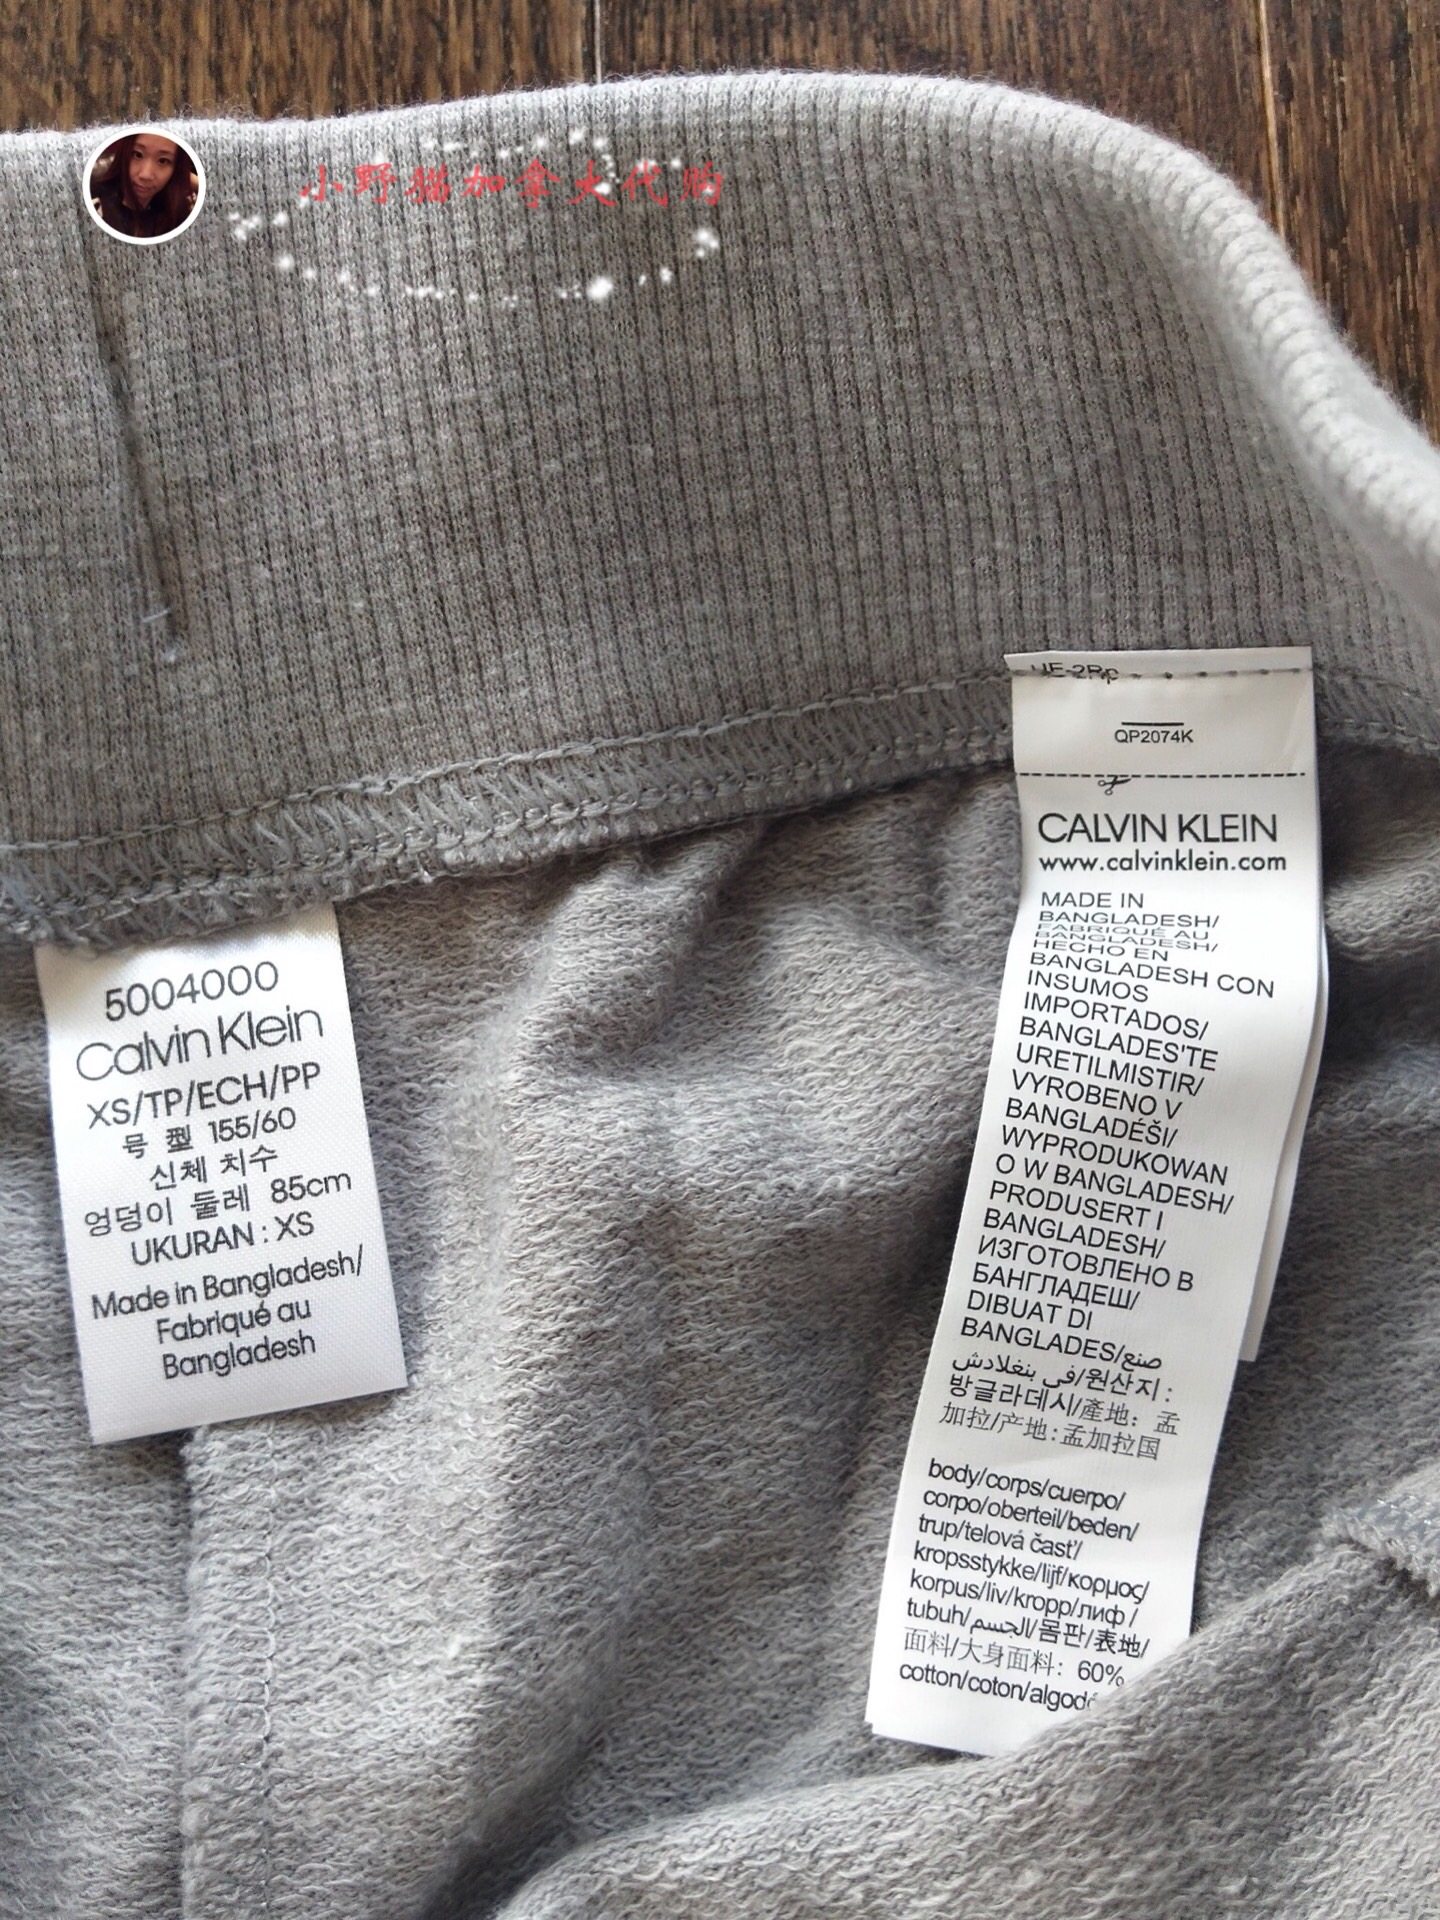 小野貓加拿大代购
5004000
Calvin Klein
XS/TP/ECH/PP
号 型 155/60
신체 치수
엉덩이 둘레 85cm
UKURAN : XS
Made in Bangladesh/
Fabriqué au
Bangladesh
QP2074K
CALVIN KLEIN
www.calvinklein.com
MADE IN
BANGLADESH/
FABRIQUÉ AU
BANGLADESH/
HECHO EN
BANGLADESH CON
INSUMOS
IMPORTADOS/
BANGLADES'TE
URETILMISTIR/
VYROBENO V
BANGLADÉŠI/
WYPRODUKOWAN
O W BANGLADESH/
PRODUSERT I
BANGLADESH/
ИЗГОТОВЛЕНО В
БАНГЛАДЕШ/
DIBUAT DI
BANGLADES/صنع
في بنغلادش/원산지 :
방글라데시/產地: 孟
加拉/产地:孟加拉国
body/corps/cuerpo/
corpo/oberteil/beden/
trup/telová časť/
kropsstykke/lijf/κορμος/
korpus/liv/kropp/лиф /
tubuh/الجسم/몸판/表地/
面料/大身面料: 60%
cotton/coton/algodó